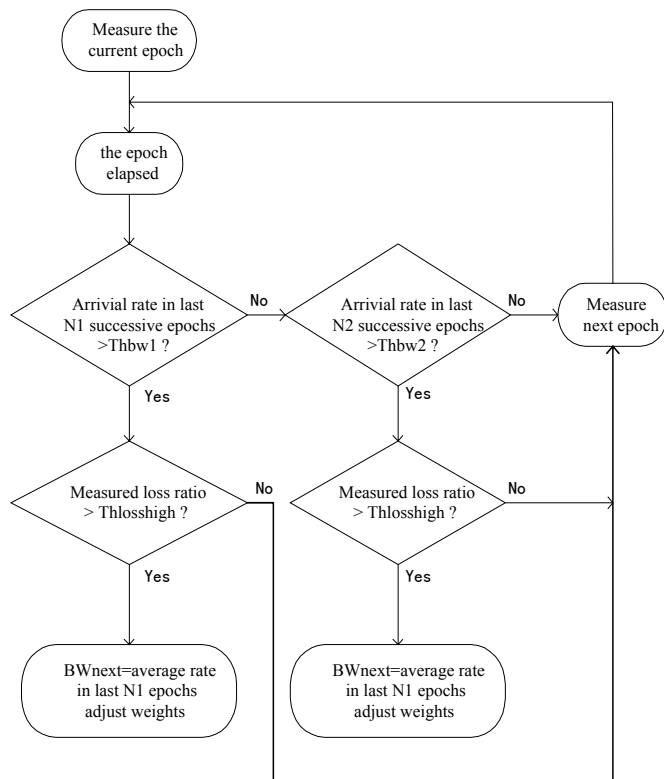 Measure the
current epoch
the epoch
elapsed
Arrivial rate in last
N1 successive epochs
>Thbw1 ?
No
Arrivial rate in last
N2 successive epochs
>Thbw2 ?
No
Measure
next epoch
Yes
Yes
Measured loss ratio
> Thlosshigh ?
No
Measured loss ratio
> Thlosshigh ?
No
Yes
Yes
BWnext=average rate
in last N1 epochs
adjust weights
BWnext=average rate
in last N1 epochs
adjust weights